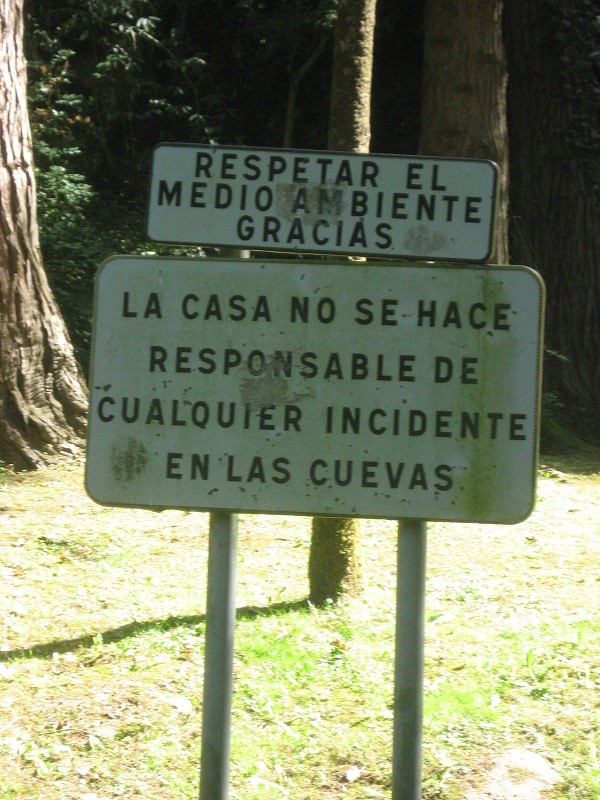 RESPETAR EL
MEDIO AMBIENTE
GRACIAS
LA CASA NO SE HACE
RESPONSABLE DE
CUALQUIER INCIDENTE
EN LAS CUEVAS